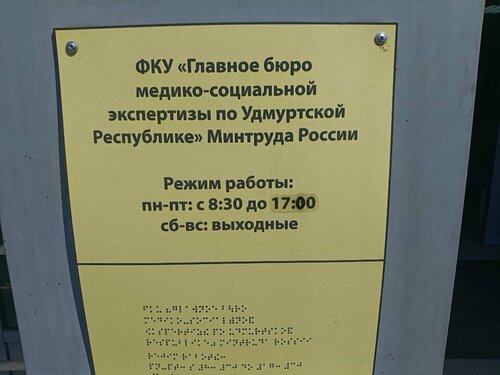 ФКУ «Главное бюро
медико-социальной
экспертизы по Удмуртской
Республике» Минтруда России
Режим работы:
пн-пт: с 8:30 до 17:00
сб-вс: выходные